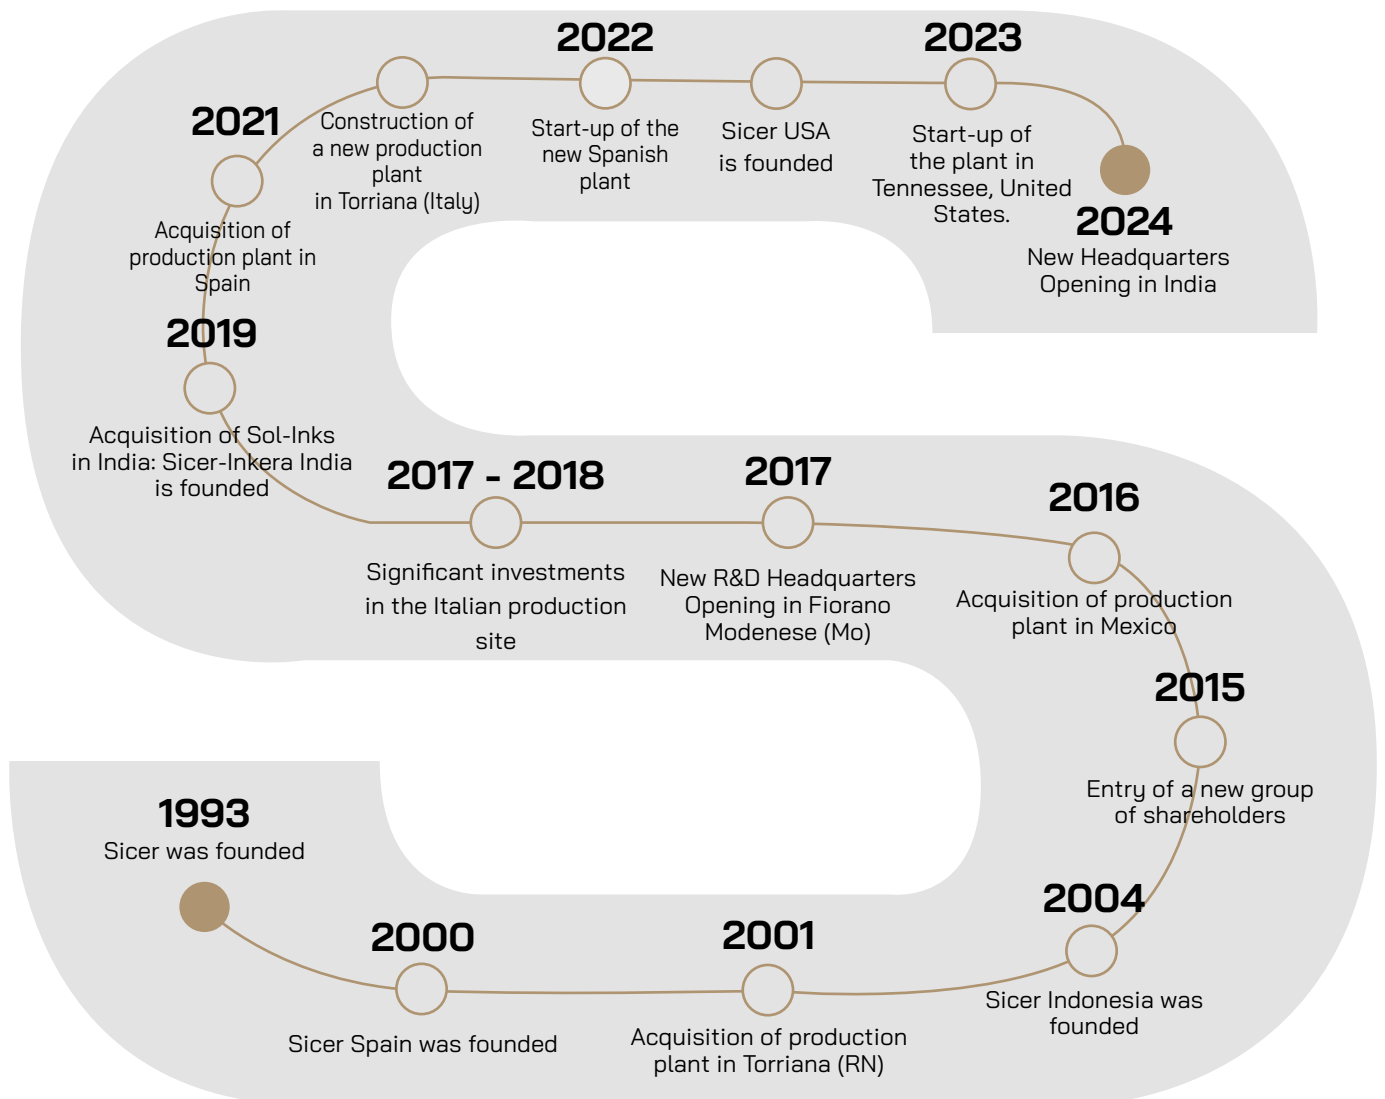 2022
2023
2021
Construction of
a new production
plant
in Torriana (Italy)
Start-up of the
new Spanish
plant
Sicer USA
is founded
Start-up of
the plant in
Tennessee, United
States.
2024
New Headquarters
Opening in India
Acquisition of
production plant in
Spain
2019
Acquisition of Sol-Inks
in India: Sicer-Inkera India
is founded
2017 - 2018
Significant investments
in the Italian production
site
2017
New R&D Headquarters
Opening in Fiorano
Modenese (Mo)
2016
Acquisition of production
plant in Mexico
2015
Entry of a new group
of shareholders
1993
Sicer was founded
2000
Sicer Spain was founded
2001
Acquisition of production
plant in Torriana (RN)
2004
Sicer Indonesia was
founded